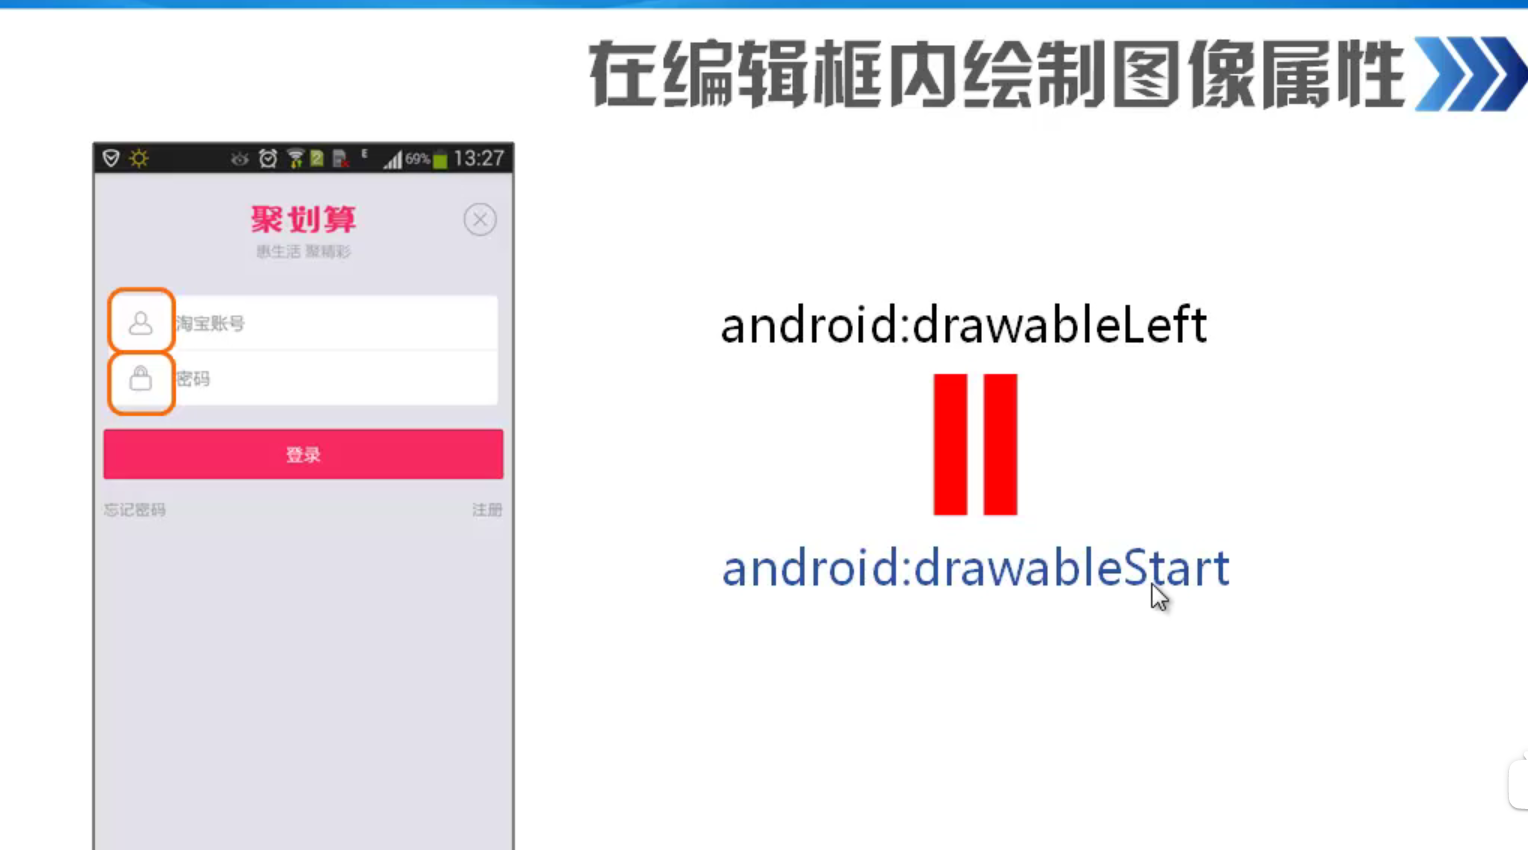 在编辑框内绘制图像属性
E 69% 13:27
聚划算
惠生活 聚精彩
淘宝账号
密码
登录
忘记密码 注册
android:drawableLeft
android:drawableStart